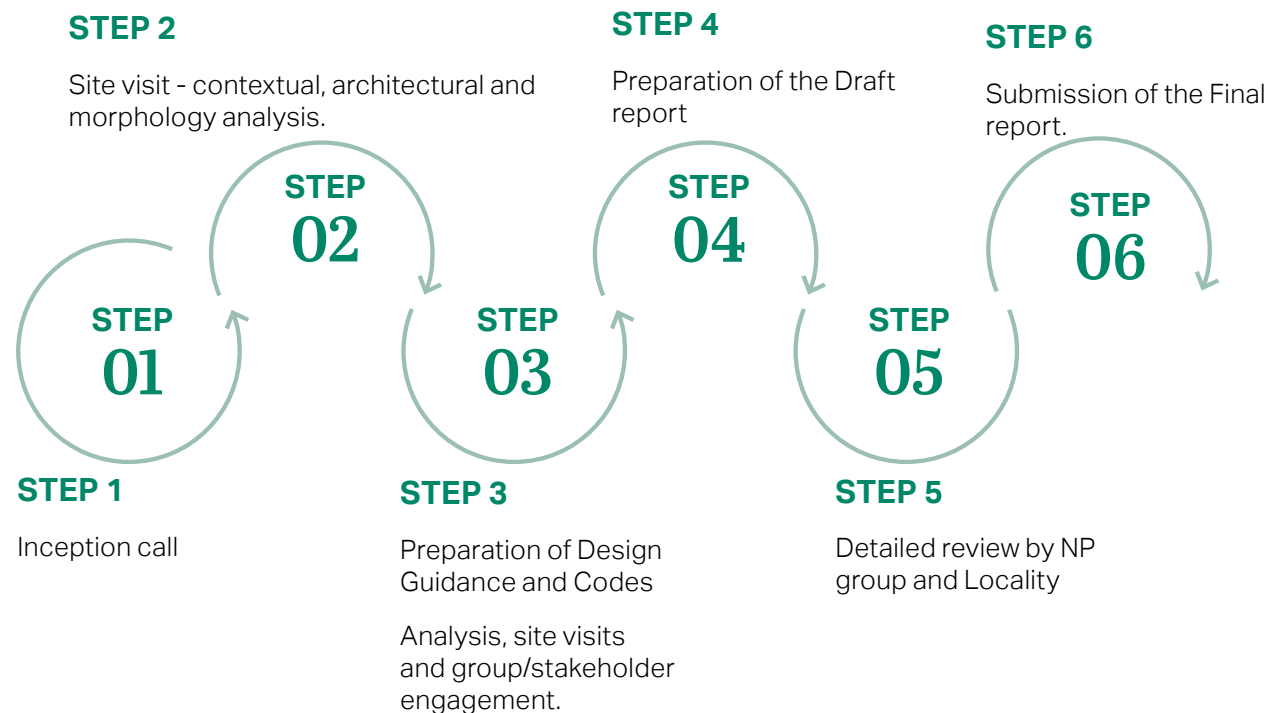 STEP 2
Site visit - contextual, architectural and
morphology analysis.
STEP 4
Preparation of the Draft
report
STEP 6
Submission of the Final
report.
STEP
01
STEP
02
STEP
03
STEP
04
STEP
05
STEP
06
STEP 1
Inception call
STEP 3
Preparation of Design
Guidance and Codes
Analysis, site visits
and group/stakeholder
engagement.
STEP 5
Detailed review by NP
group and Locality